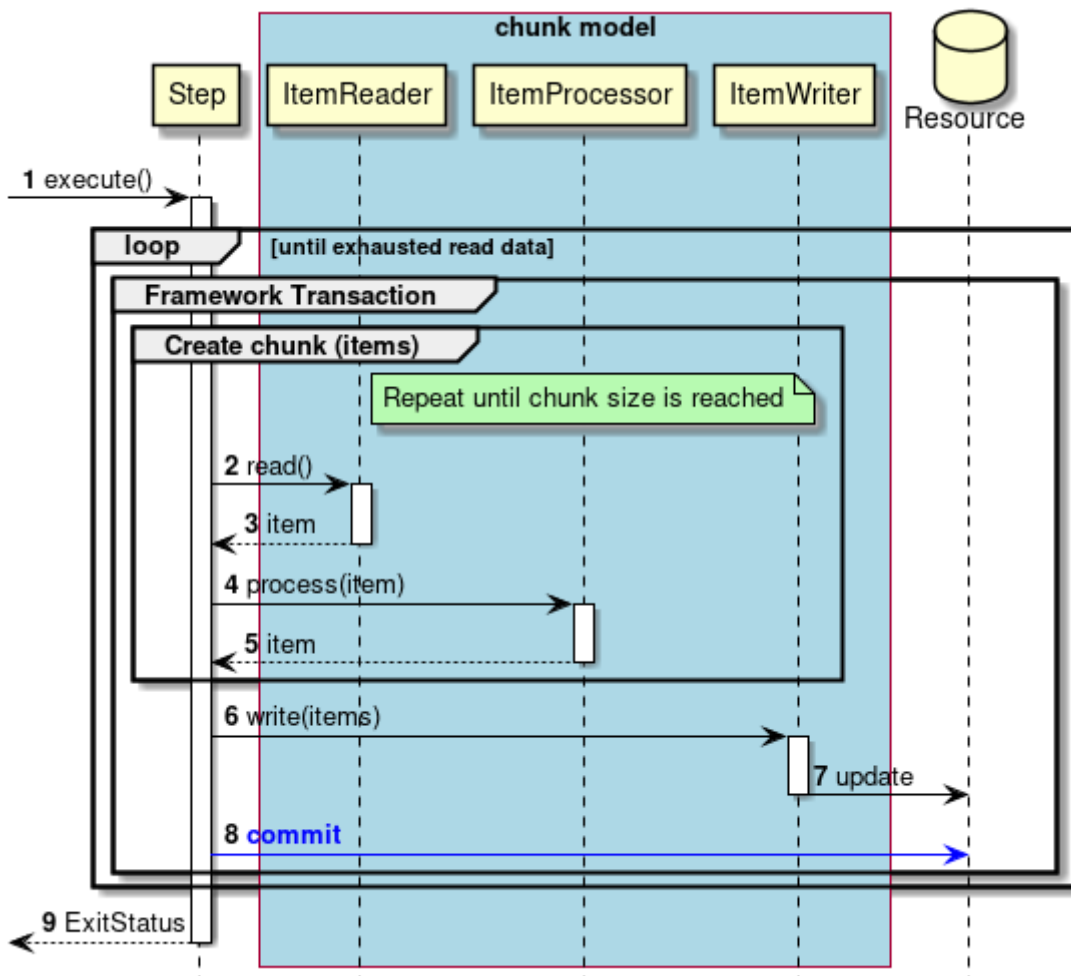 chunk model
Step
ItemReader
ItemProcessor
ItemWriter
Resource
1 execute()
loop
[until exhausted read data]
Framework Transaction
Create chunk (items)
Repeat until chunk size is reached
2 read()
3 item
4 process(item)
5 item
6 write(items)
7 update
8 commit
9 ExitStatus